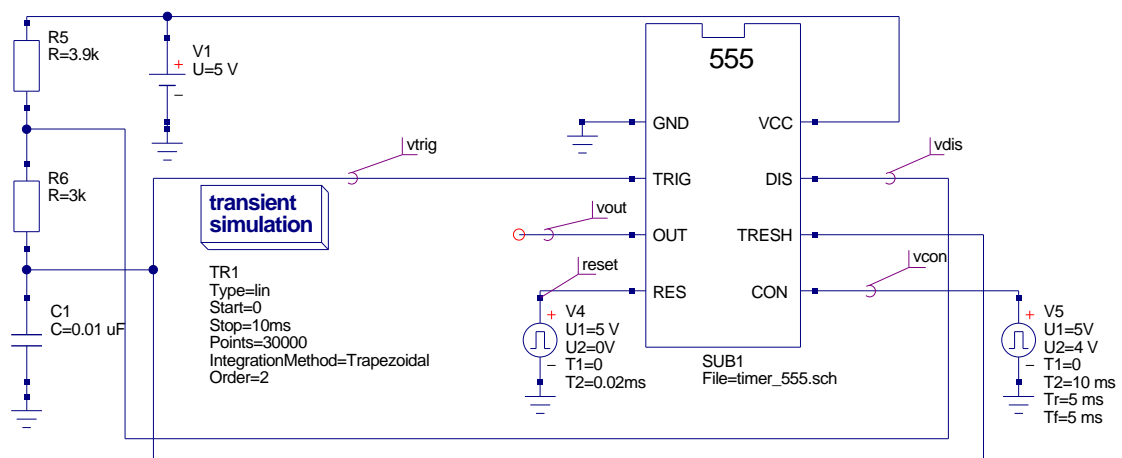 R5
R=3.9k
V1
U=5 V
555
GND
VCC
vtrig
vdis
R6
R=3k
transient
simulation
TRIG
DIS
vout
OUT
TRESH
reset
vcon
TR1
Type=lin
Start=0
Stop=10ms
Points=30000
IntegrationMethod=Trapezoidal
Order=2
RES
CON
C1
C=0.01 uF
V4
U1=5 V
U2=0V
T1=0
T2=0.02ms
SUB1
File=timer_555.sch
V5
U1=5V
U2=4 V
T1=0
T2=10 ms
Tr=5 ms
Tf=5 ms